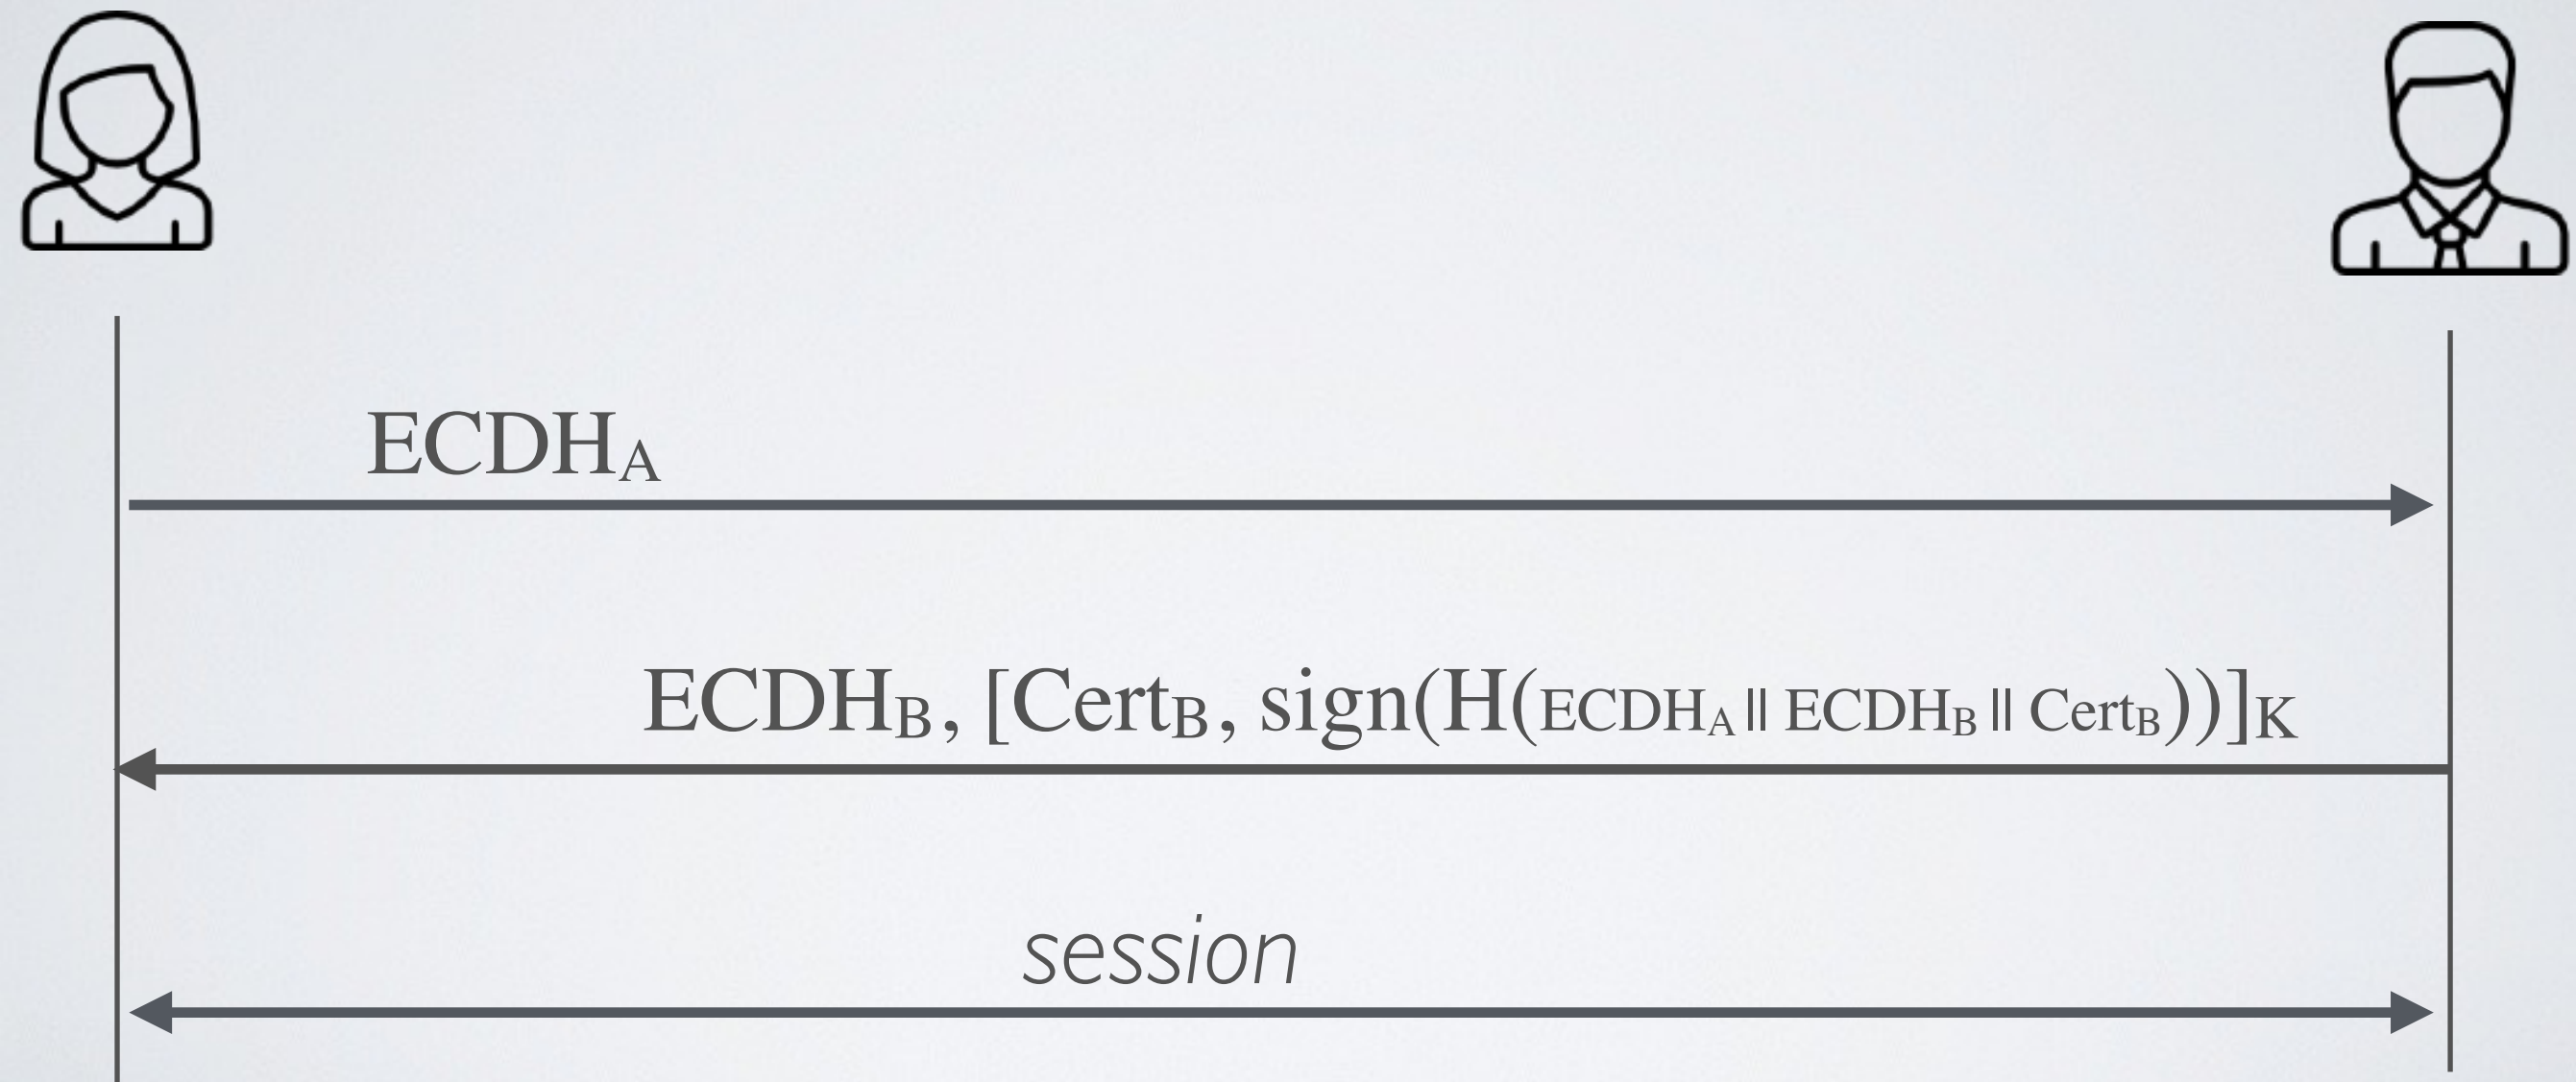 ECDHA
ECDHB, [CertB, sign(H(ECDHA || ECDHB || CertB))]K
session